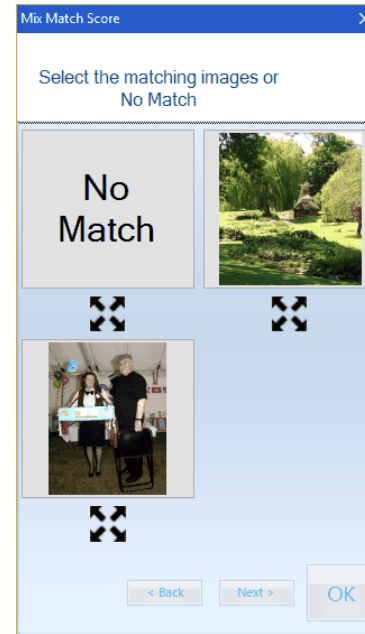 Mix Match Score
Select the matching images or
No Match
No
Match
< Back
Next >
OK